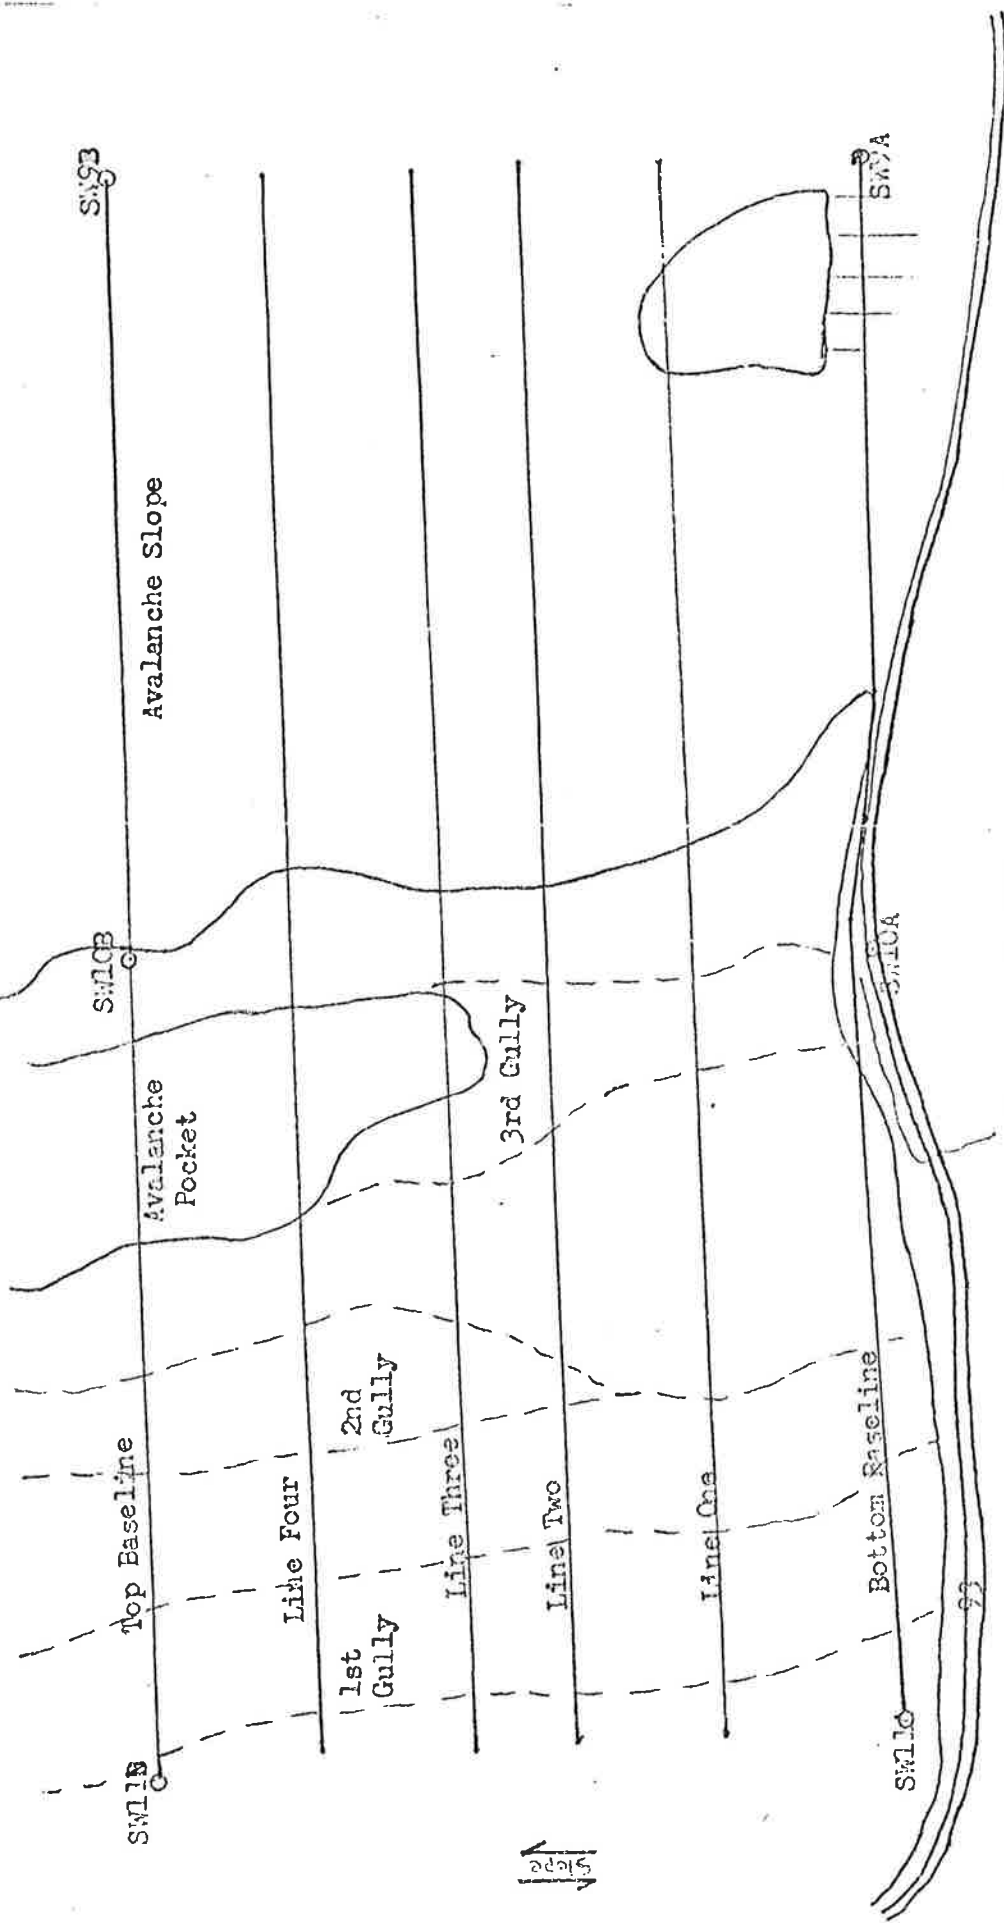 SW9B
SW9A
Avalanche Slope
SW10B
SW10A
Avalanche
Pocket
3rd Gully
2nd
Gully
Top Baseline
Line Four
Line Three
Line Two
Line One
Bottom Baseline
1st
Gully
93
SW11B
SW11
Slope